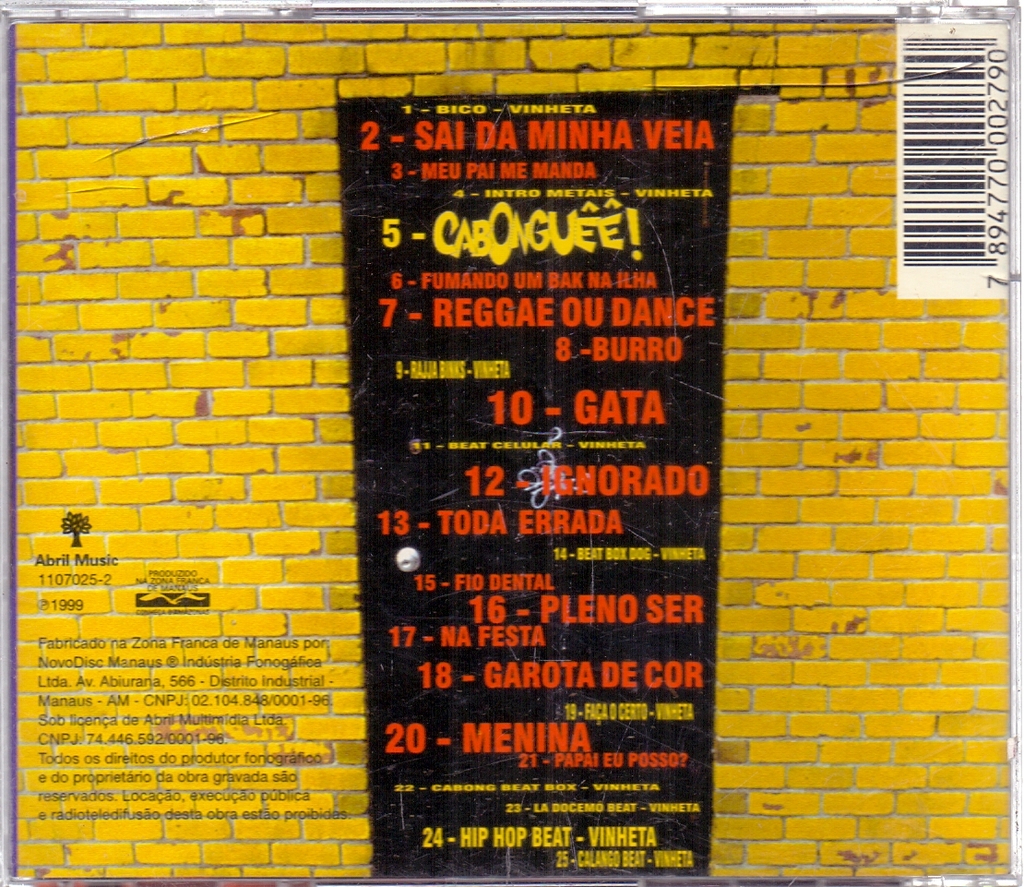 1 - BICO - VINHETA
2 - SAI DA MINHA VEIA
3 - MEU PAI ME MANDA
4 - INTRO METAIS - VINHETA
5 - CABONGUÊÊ!
6 - FUMANDO UM BAK NA ILHA
7 - REGGAE OU DANCE
8 -BURRO
9 - RAJJA BINKS - VINHETA
10 - GATA
11 - BEAT CELULAR - VINHETA
12 - IGNORADO
13 - TODA ERRADA
14 - BEAT BOX DOG - VINHETA
15 - FIO DENTAL
16 - PLENO SER
17 - NA FESTA
18 - GAROTA DE COR
19 - FAÇA O CERTO - VINHETA
20 - MENINA
21 - PAPAI EU POSSO?
22 - CABONG BEAT BOX - VINHETA
23 - LA DOCEMO BEAT - VINHETA
24 - HIP HOP BEAT - VINHETA
25 - CALANGO BEAT - VINHETA
7 894770 002790
Abril Music
1107025-2
℗1999
PRODUZIDO
NA ZONA FRANCA
DE MANAUS
CONHEÇA O AMAZONAS
Fabricado na Zona Franca de Manaus por
NovoDisc Manaus ® Indústria Fonogáfica
Ltda. Av. Abiurana, 566 - Distrito Industrial -
Manaus - AM - CNPJ: 02.104.848/0001-96.
Sob licença de Abril Multimídia Ltda.
CNPJ: 74.446.592/0001-96.
Todos os direitos do produtor fonográfico
e do proprietário da obra gravada são
reservados. Locação, execução pública
e radioteledifusão desta obra estão proibidas.